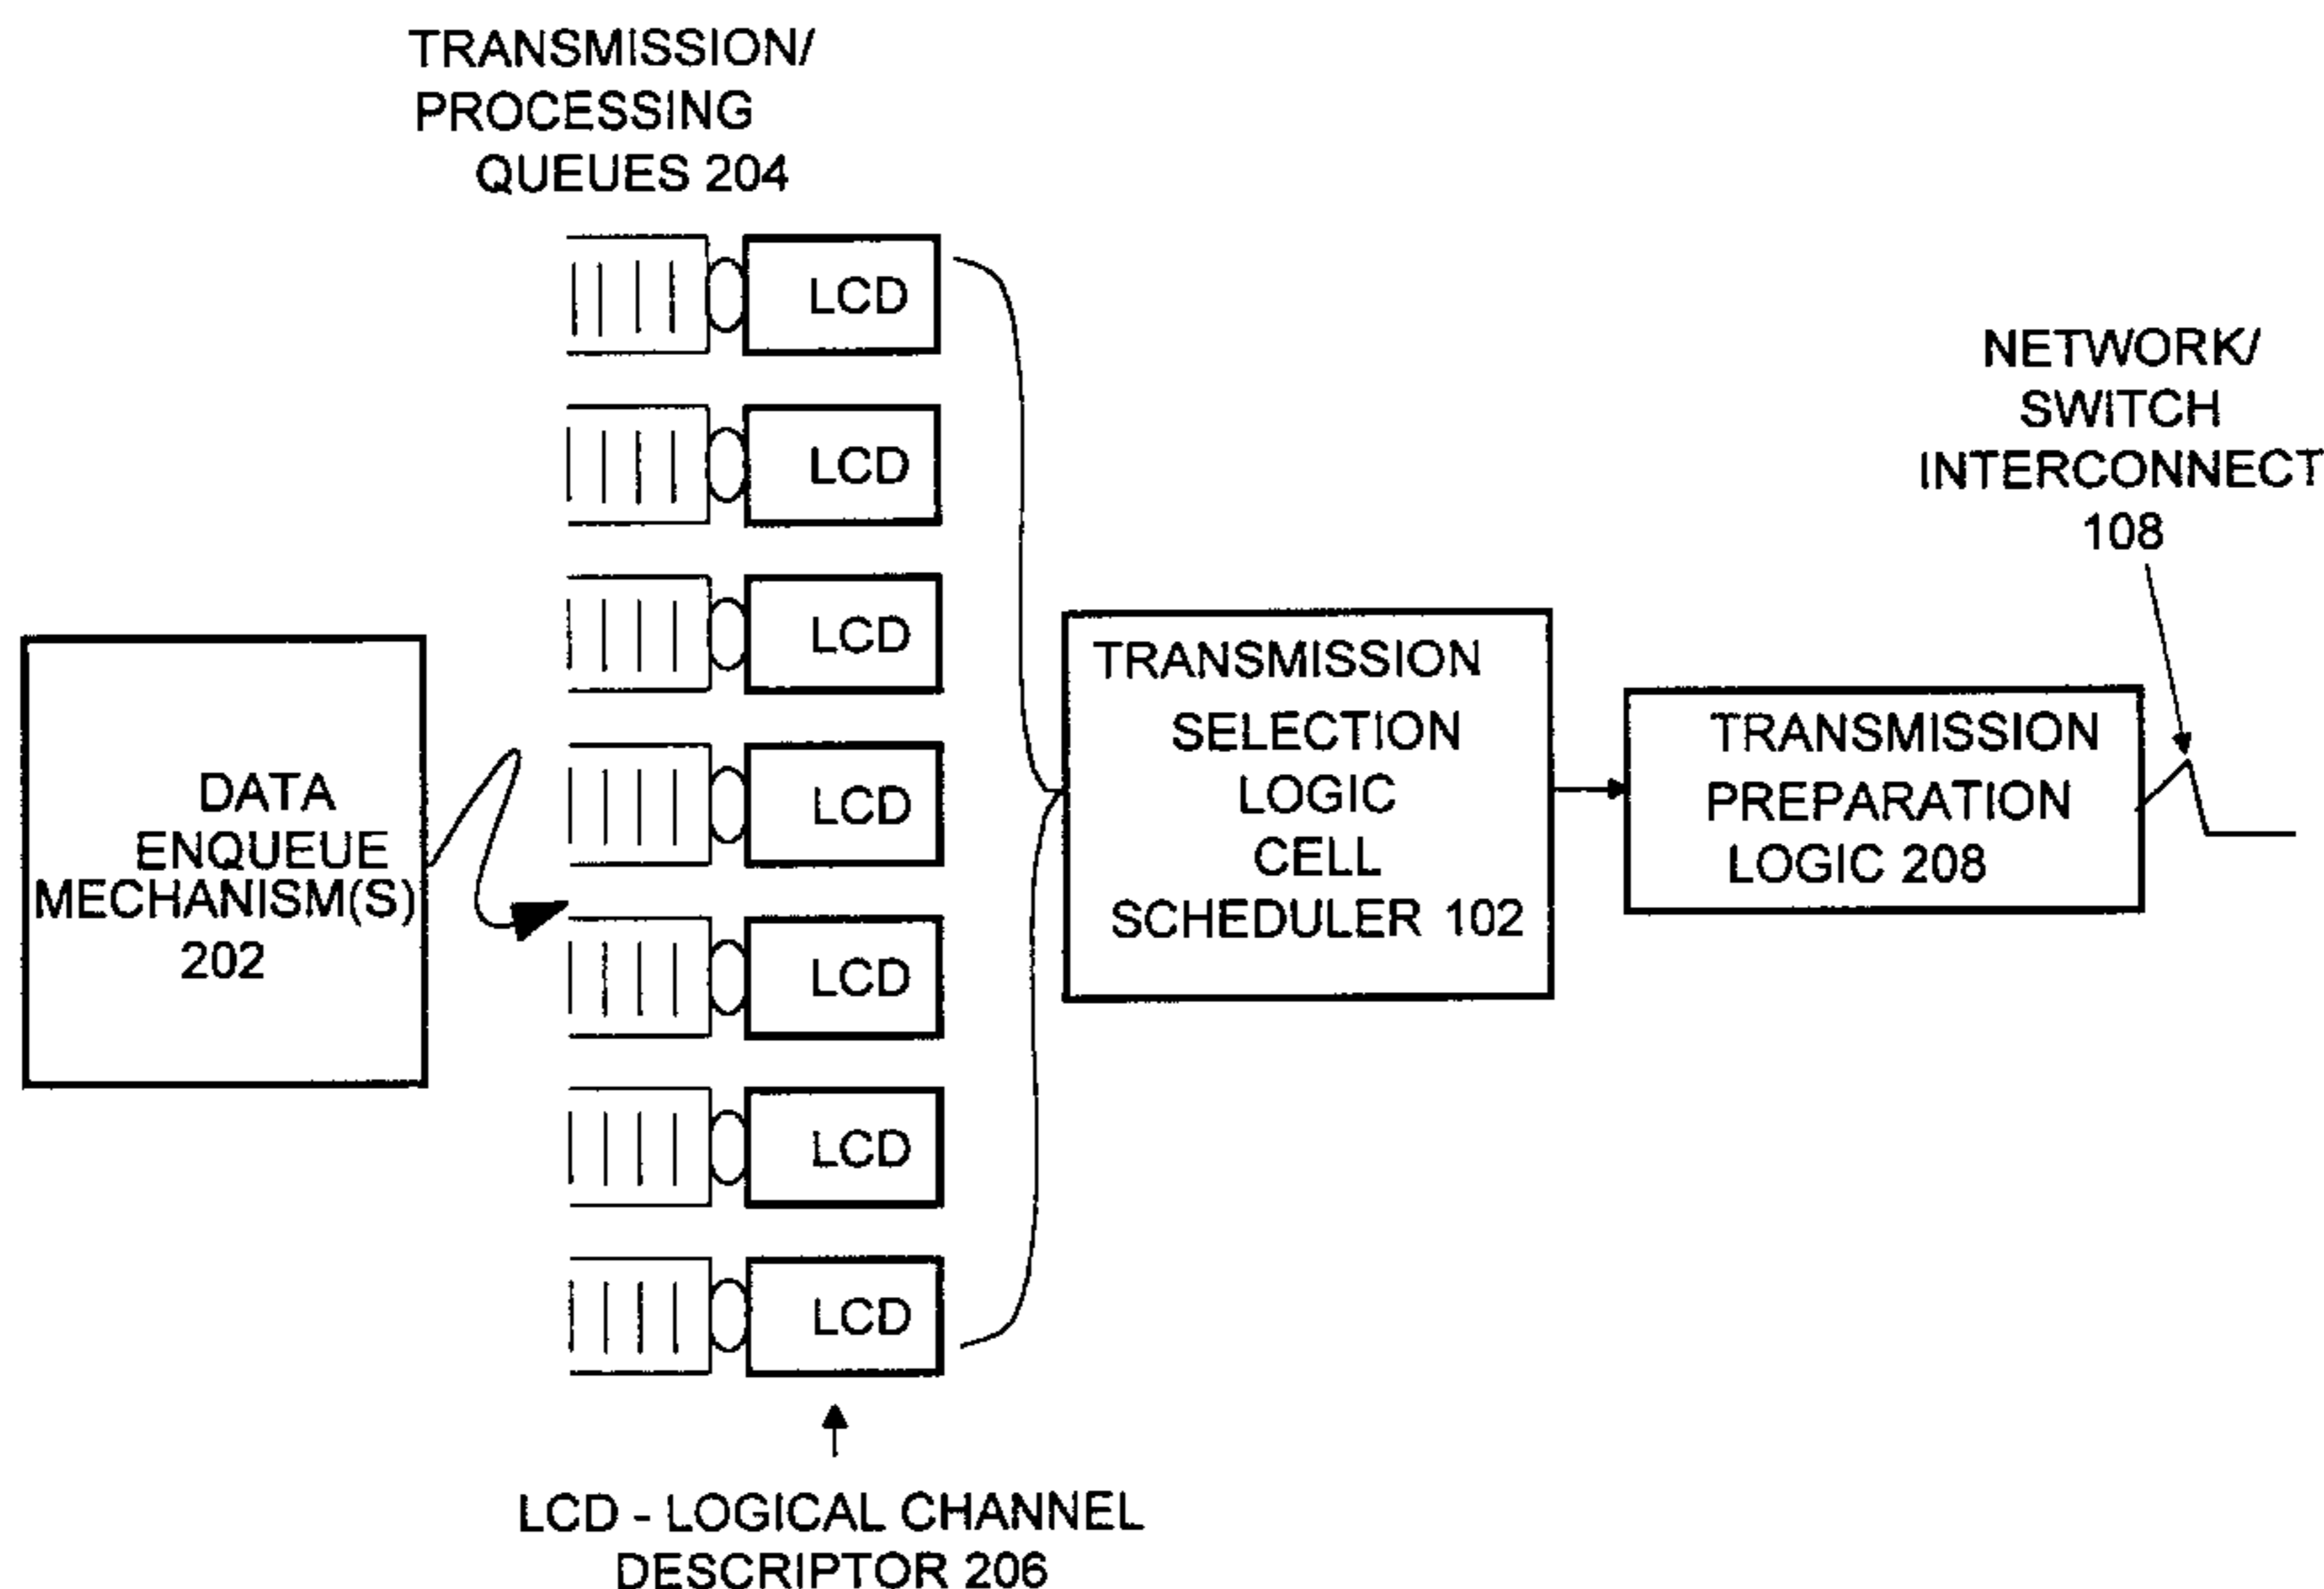 TRANSMISSION/
PROCESSING
QUEUES 204
LCD
LCD
LCD
LCD
LCD
LCD
LCD
DATA
ENQUEUE
MECHANISM(S)
202
TRANSMISSION
SELECTION
LOGIC
CELL
SCHEDULER 102
TRANSMISSION
PREPARATION
LOGIC 208
NETWORK/
SWITCH
INTERCONNECT
108
LCD - LOGICAL CHANNEL
DESCRIPTOR 206